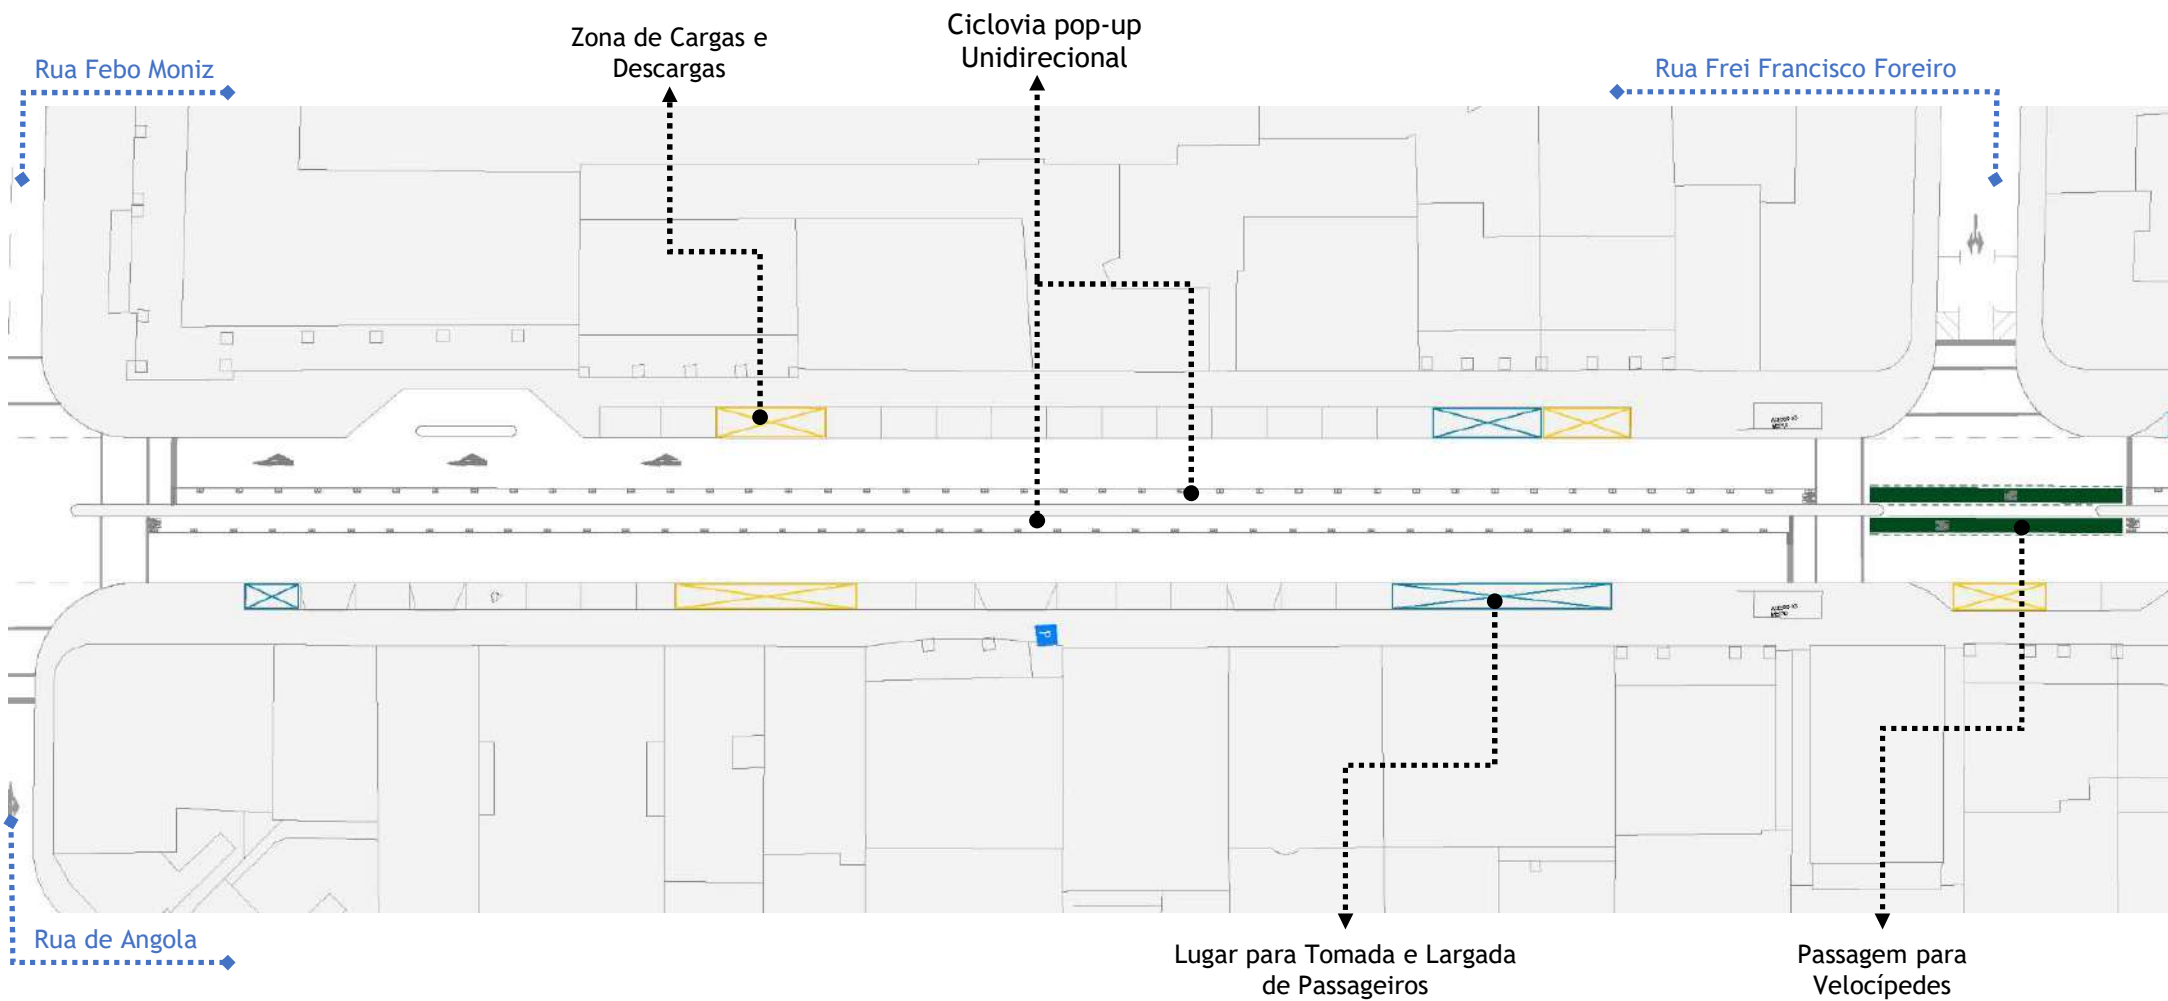 Ciclovia pop-up
Unidirecional
Zona de Cargas e
Descargas
Rua Febo Moniz
Rua Frei Francisco Foreiro
P
Rua de Angola
Lugar para Tomada e Largada
de Passageiros
Passagem para
Velocípedes